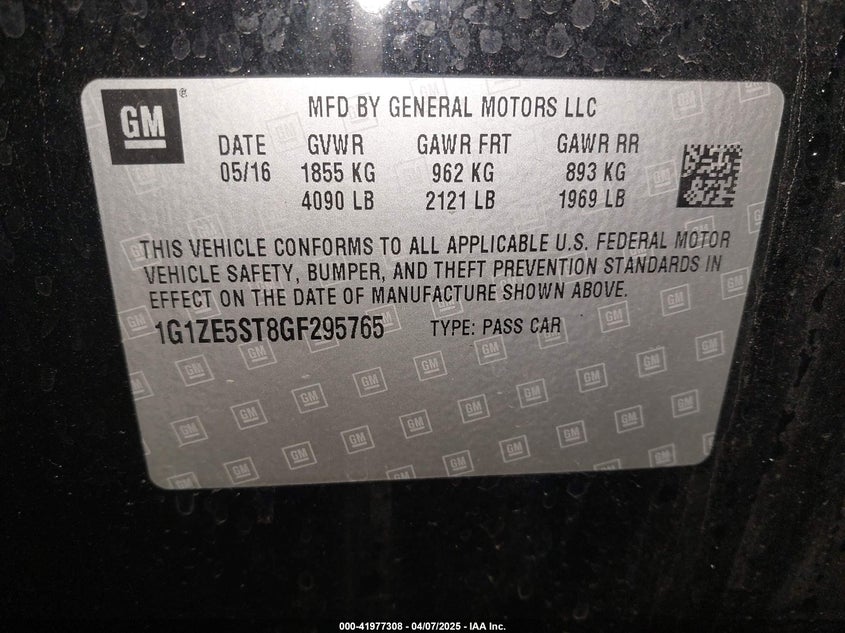 GM®
MFD BY GENERAL MOTORS LLC
DATE GVWR GAWR FRT GAWR RR
05/16 1855 KG 962 KG 893 KG
4090 LB 2121 LB 1969 LB
THIS VEHICLE CONFORMS TO ALL APPLICABLE U.S. FEDERAL MOTOR
VEHICLE SAFETY, BUMPER, AND THEFT PREVENTION STANDARDS IN
EFFECT ON THE DATE OF MANUFACTURE SHOWN ABOVE.
1G1ZE5ST8GF295765 TYPE: PASS CAR
000-41977308 - 04/07/2025 - IAA Inc.